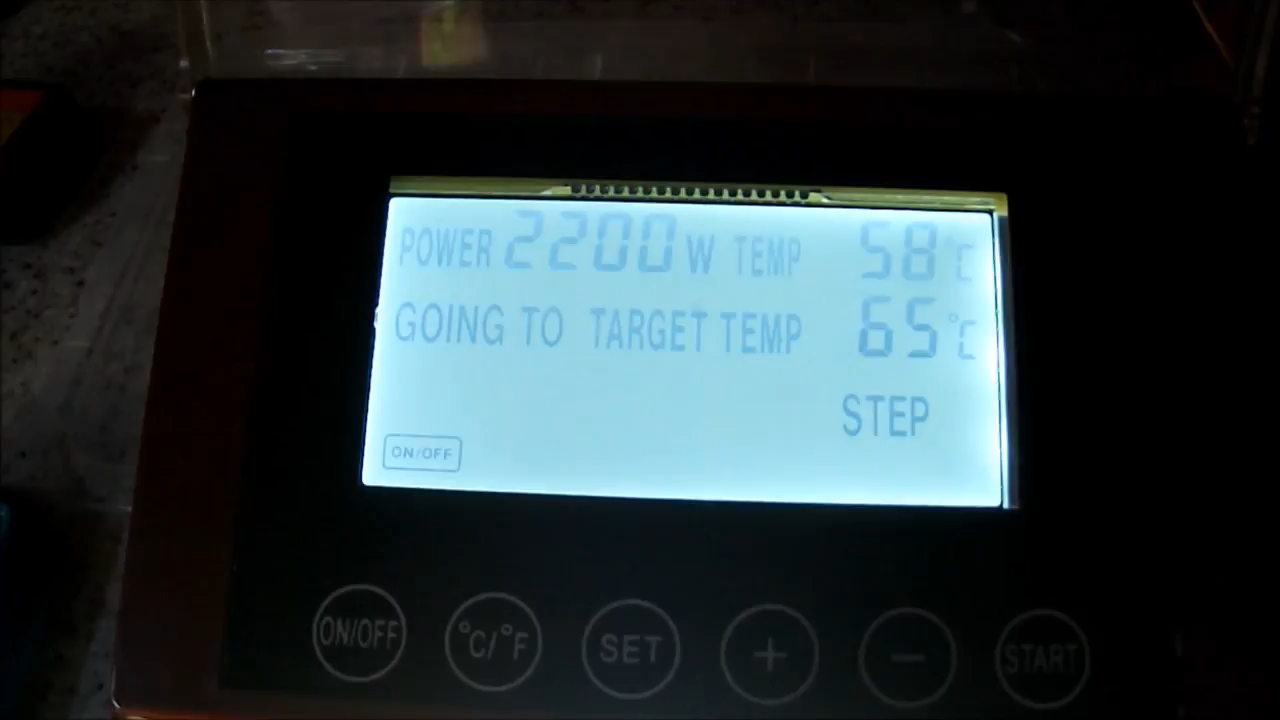 POWER 2200 W TEMP 58°C
GOING TO TARGET TEMP 65°C
STEP
ON/OFF
ON/OFF °C/°F SET + - START